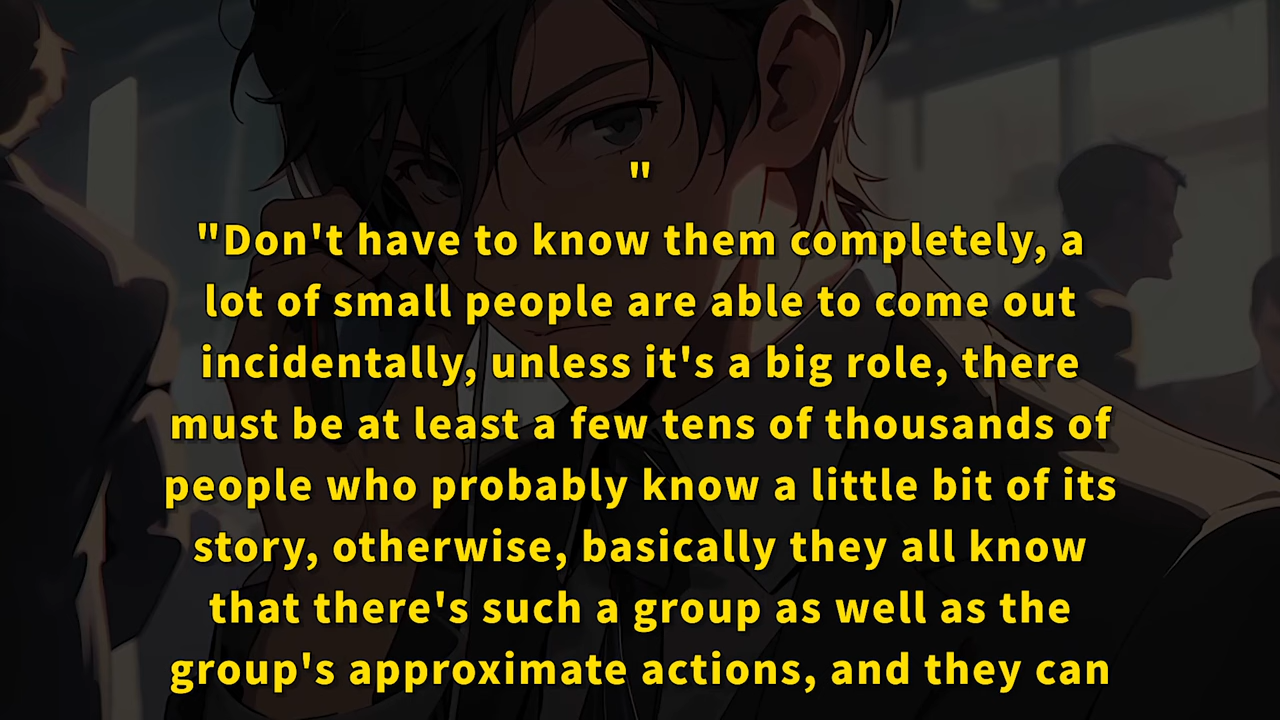 "
"Don't have to know them completely, a
lot of small people are able to come out
incidentally, unless it's a big role, there
must be at least a few tens of thousands of
people who probably know a little bit of its
story, otherwise, basically they all know
that there's such a group as well as the
group's approximate actions, and they can